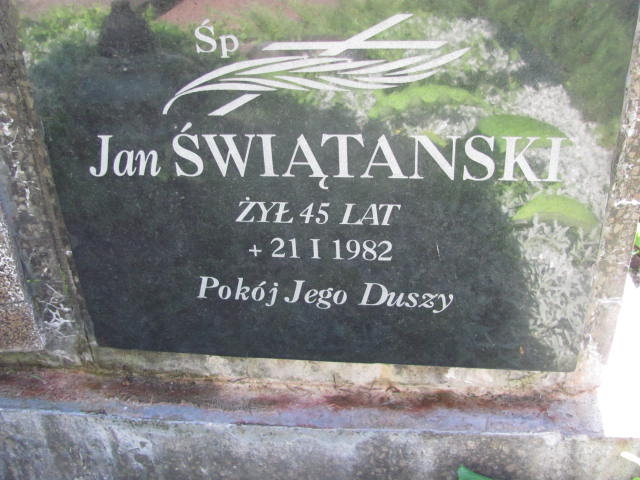 Śp
Jan ŚWIĄTANSKI
ŻYŁ 45 LAT
+ 21 I 1982
Pokój Jego Duszy